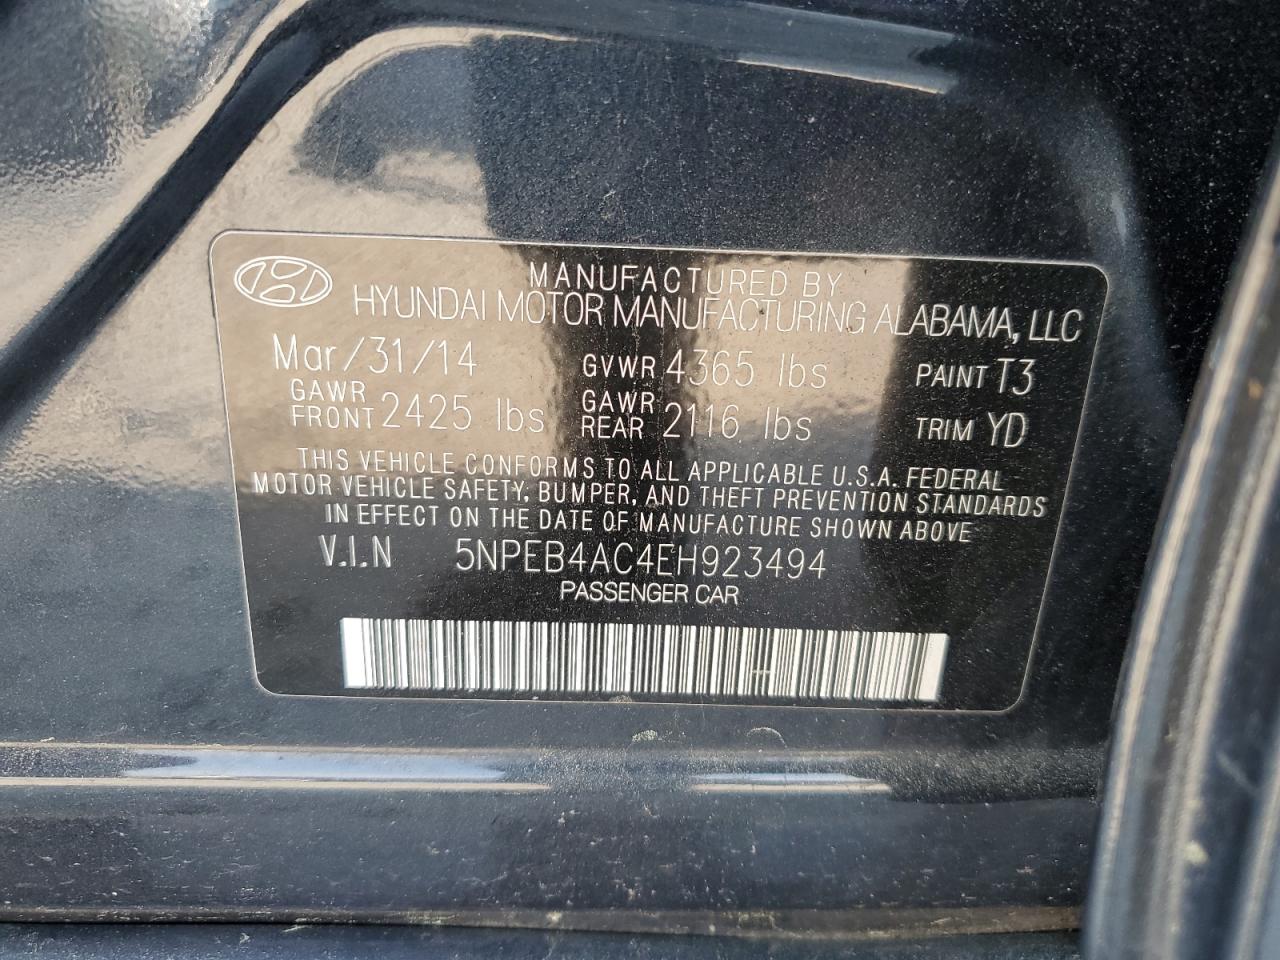 MANUFACTURED BY
HYUNDAI MOTOR MANUFACTURING ALABAMA, LLC
Mar/31/14 GVWR 4365 lbs PAINT T3
GAWR FRONT 2425 lbs GAWR REAR 2116 lbs TRIM YD
THIS VEHICLE CONFORMS TO ALL APPLICABLE U.S.A. FEDERAL
MOTOR VEHICLE SAFETY, BUMPER, AND THEFT PREVENTION STANDARDS
IN EFFECT ON THE DATE OF MANUFACTURE SHOWN ABOVE
V.I.N 5NPEB4AC4EH923494
PASSENGER CAR